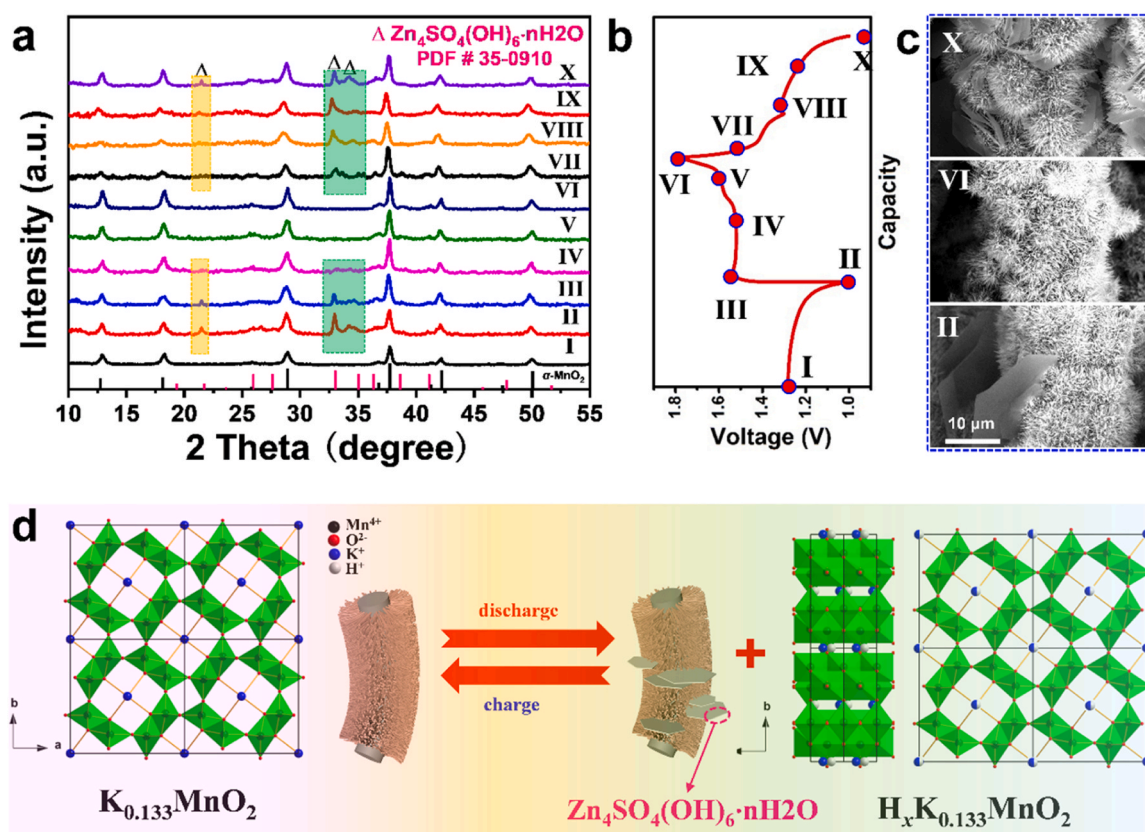 a
Δ Zn₄SO₄(OH)₆·nH2O
PDF # 35-0910
Δ
Δ Δ
X
IX
VIII
VII
VI
V
IV
III
II
I
α-MnO₂
Intensity (a.u.)
10 15 20 25 30 35 40 45 50 55
2 Theta (degree)
b
X
IX
VIII
VII
VI
V
IV
II
III
I
Capacity
1.8 1.6 1.4 1.2 1.0
Voltage (V)
c
X
VI
II
10 μm
d
Mn⁴⁺
O²⁻
K⁺
H⁺
discharge
charge
+
b
a
b
K₀.₁₃₃MnO₂
Zn₄SO₄(OH)₆·nH2O
HₓK₀.₁₃₃MnO₂